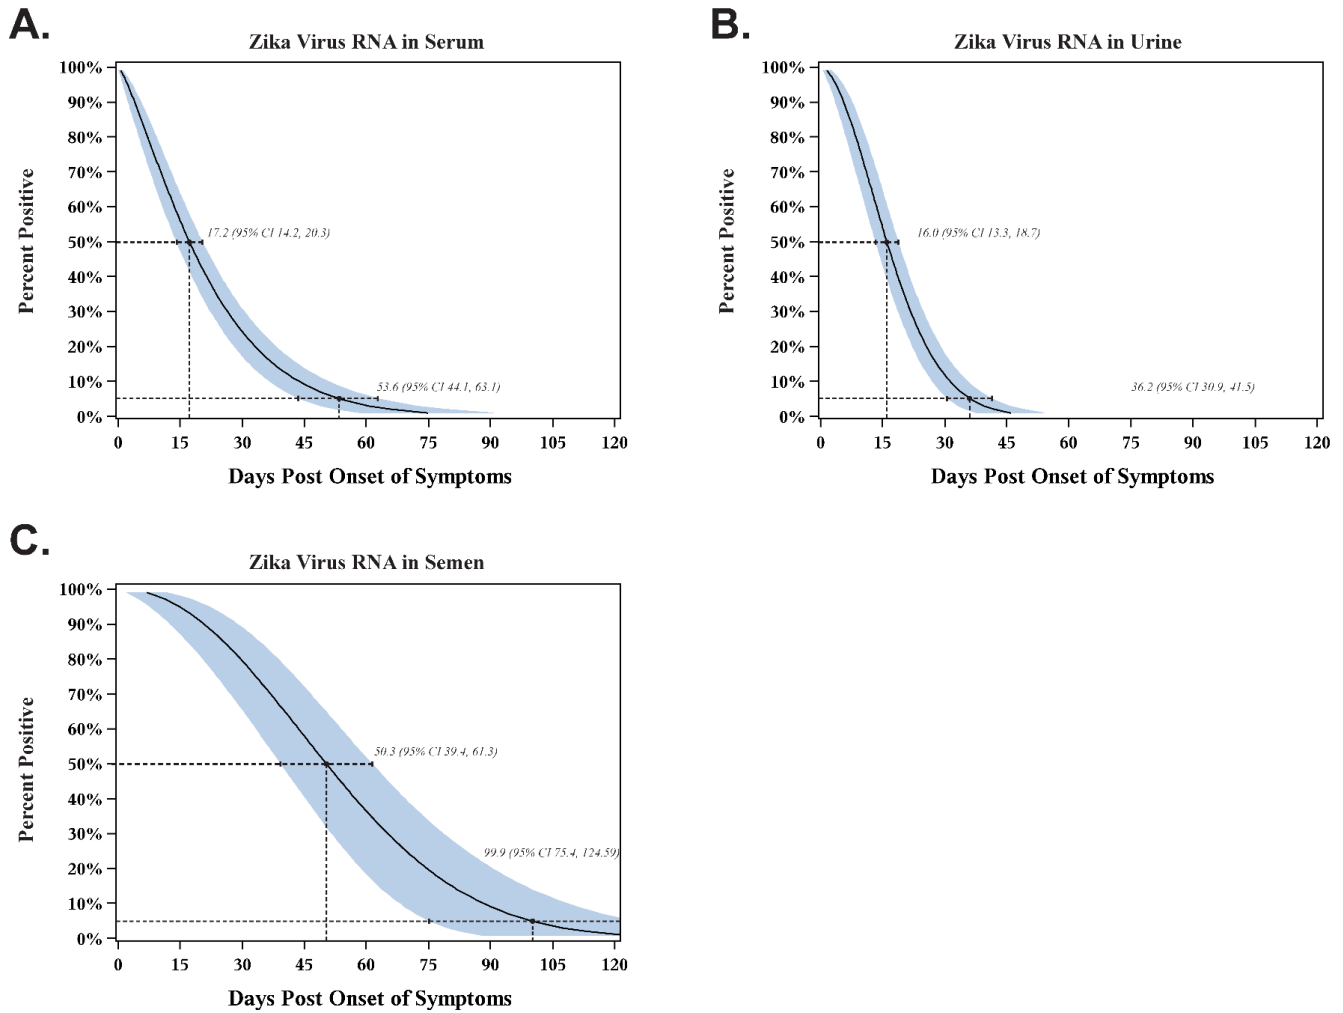 A.
Zika Virus RNA in Serum
100%
90%
80%
70%
60%
50%
40%
30%
20%
10%
0%
Percent Positive
17.2 (95% CI 14.2, 20.3)
53.6 (95% CI 44.1, 63.1)
0 15 30 45 60 75 90 105 120
Days Post Onset of Symptoms
B.
Zika Virus RNA in Urine
100%
90%
80%
70%
60%
50%
40%
30%
20%
10%
0%
Percent Positive
16.0 (95% CI 13.3, 18.7)
36.2 (95% CI 30.9, 41.5)
0 15 30 45 60 75 90 105 120
Days Post Onset of Symptoms
C.
Zika Virus RNA in Semen
100%
90%
80%
70%
60%
50%
40%
30%
20%
10%
0%
Percent Positive
50.3 (95% CI 39.4, 61.3)
99.9 (95% CI 75.4, 124.59)
0 15 30 45 60 75 90 105 120
Days Post Onset of Symptoms